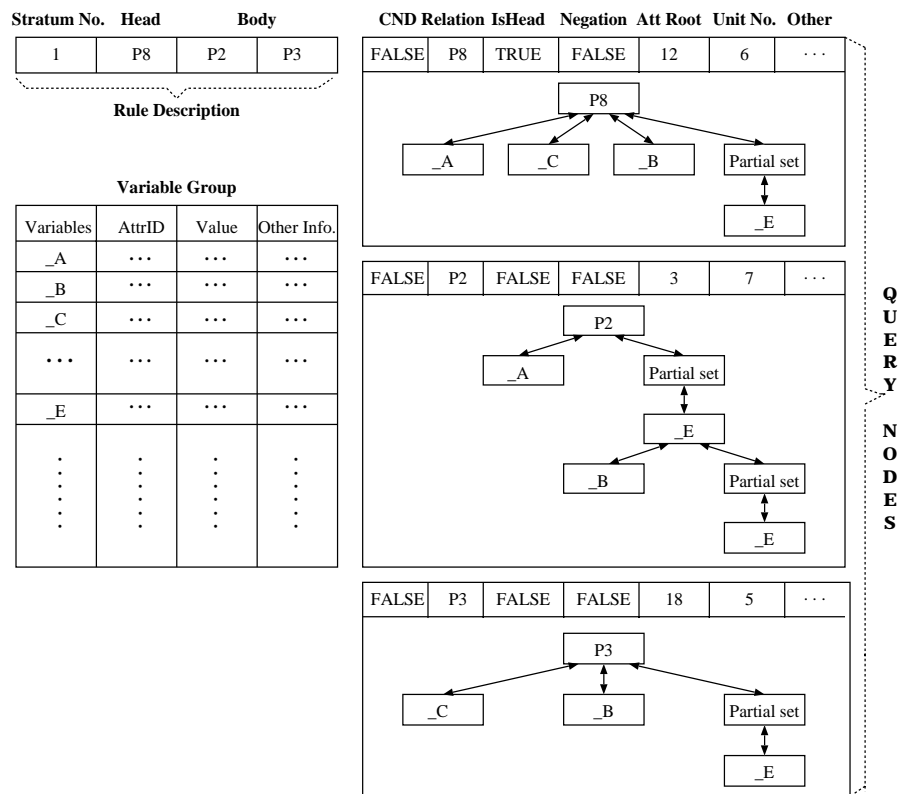 Stratum No. Head Body
1 P8 P2 P3
Rule Description
Variable Group
Variables AttrID Value Other Info.
_A ··· ··· ···
_B ··· ··· ···
_C ··· ··· ···
··· ··· ··· ···
_E ··· ··· ···
CND Relation IsHead Negation Att Root Unit No. Other
FALSE P8 TRUE FALSE 12 6 ···
P8
_A _C _B Partial set
_E
FALSE P2 FALSE FALSE 3 7 ···
P2
_A Partial set
_E
_B Partial set
_E
FALSE P3 FALSE FALSE 18 5 ···
P3
_C _B Partial set
_E
QUERY NODES